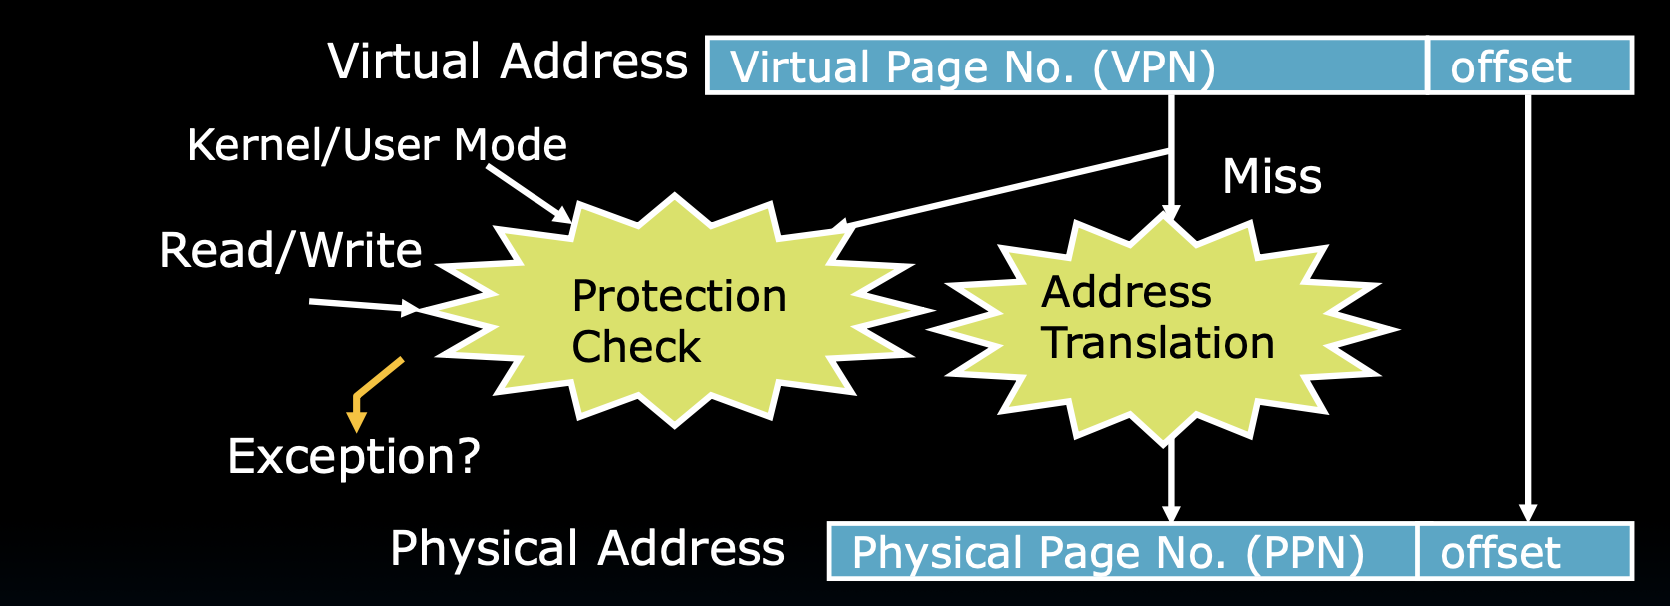 Virtual Address
Virtual Page No. (VPN)
offset
Kernel/User Mode
Miss
Read/Write
Protection
Check
Address
Translation
Exception?
Physical Address
Physical Page No. (PPN)
offset